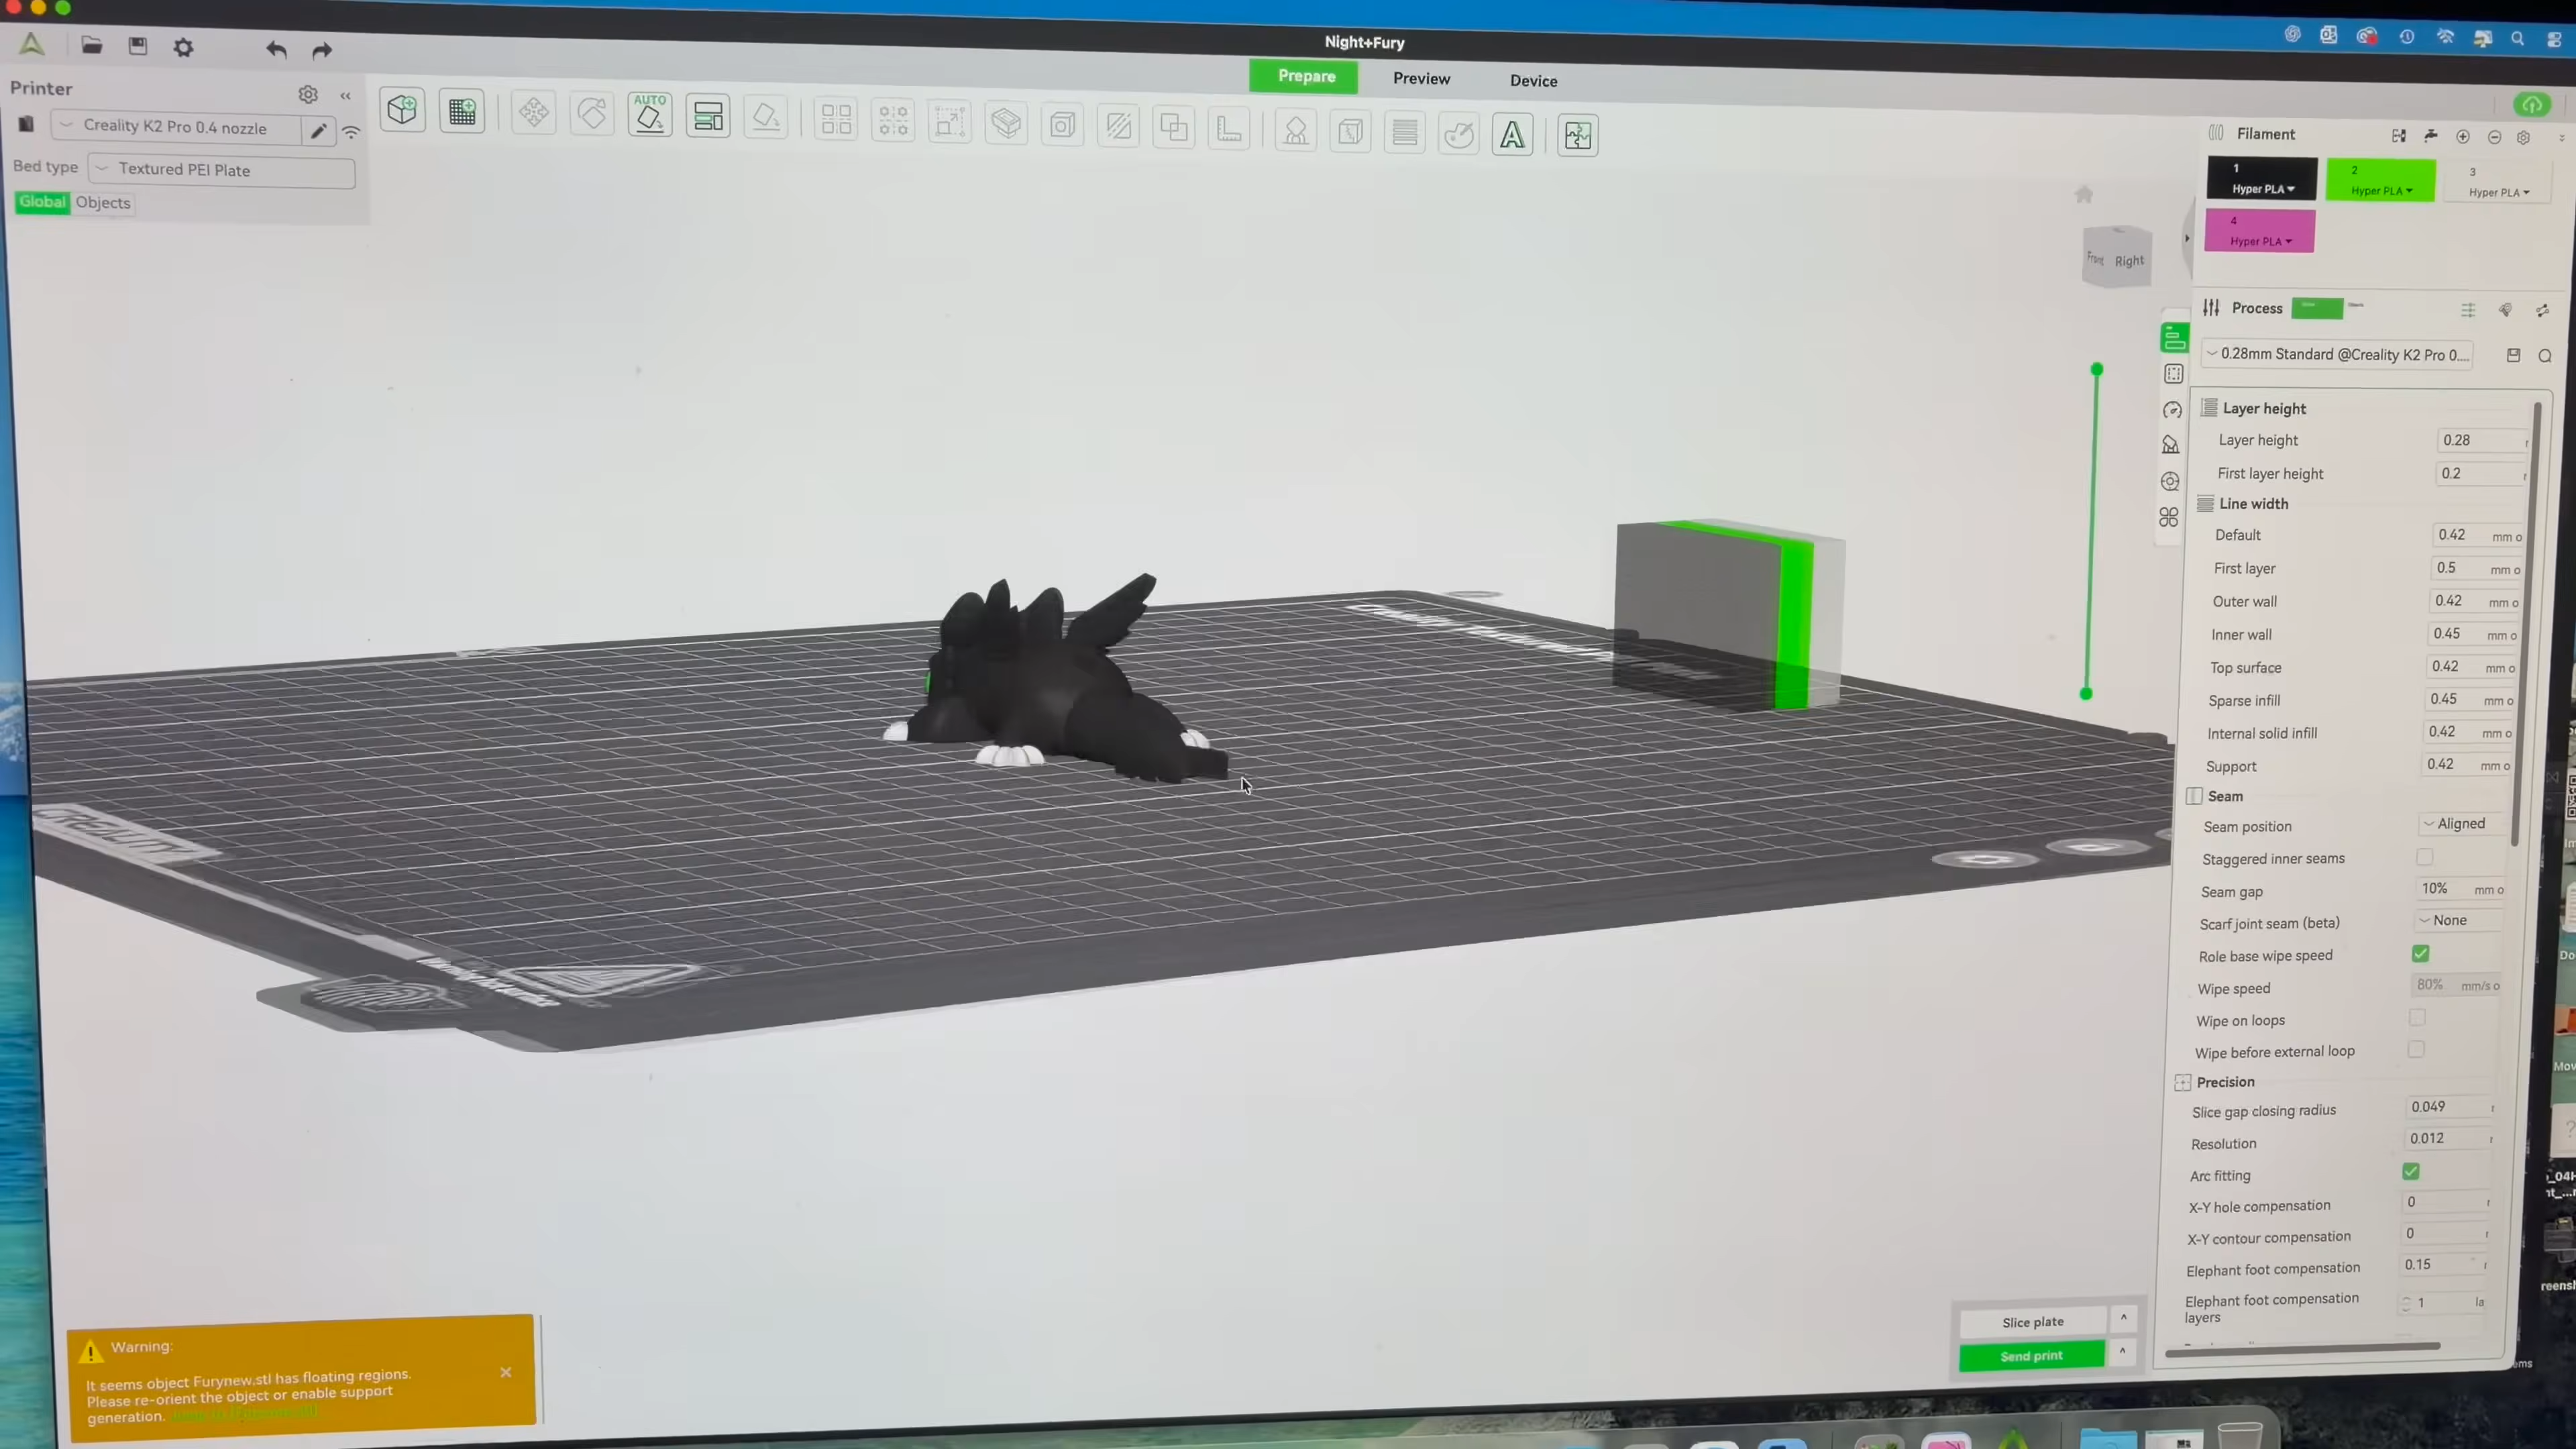 Night+Fury
Prepare
Preview
Device
Printer
Creality K2 Pro 0.4 nozzle
Bed type
Textured PEI Plate
Global
Objects
AUTO
Front
Right
Filament
1
Hyper PLA
2
Hyper PLA
3
Hyper PLA
4
Hyper PLA
Process
0.28mm Standard @Creality K2 Pro 0....
Layer height
Layer height 0.28
First layer height 0.2
Line width
Default 0.42 mm o
First layer 0.5 mm o
Outer wall 0.42 mm o
Inner wall 0.45 mm o
Top surface 0.42 mm o
Sparse infill 0.45 mm o
Internal solid infill 0.42 mm o
Support 0.42 mm o
Seam
Seam position Aligned
Staggered inner seams
Seam gap 10% mm o
Scarf joint seam (beta) None
Role base wipe speed
Wipe speed 80% mm/s o
Wipe on loops
Wipe before external loop
Precision
Slice gap closing radius 0.049
Resolution 0.012
Arc fitting
X-Y hole compensation 0
X-Y contour compensation 0
Elephant foot compensation 0.15
Elephant foot compensation 1 la
layers
CREALITY
Slice plate
Send print
Warning:
It seems object Furynew.stl has floating regions.
Please re-orient the object or enable support
generation.